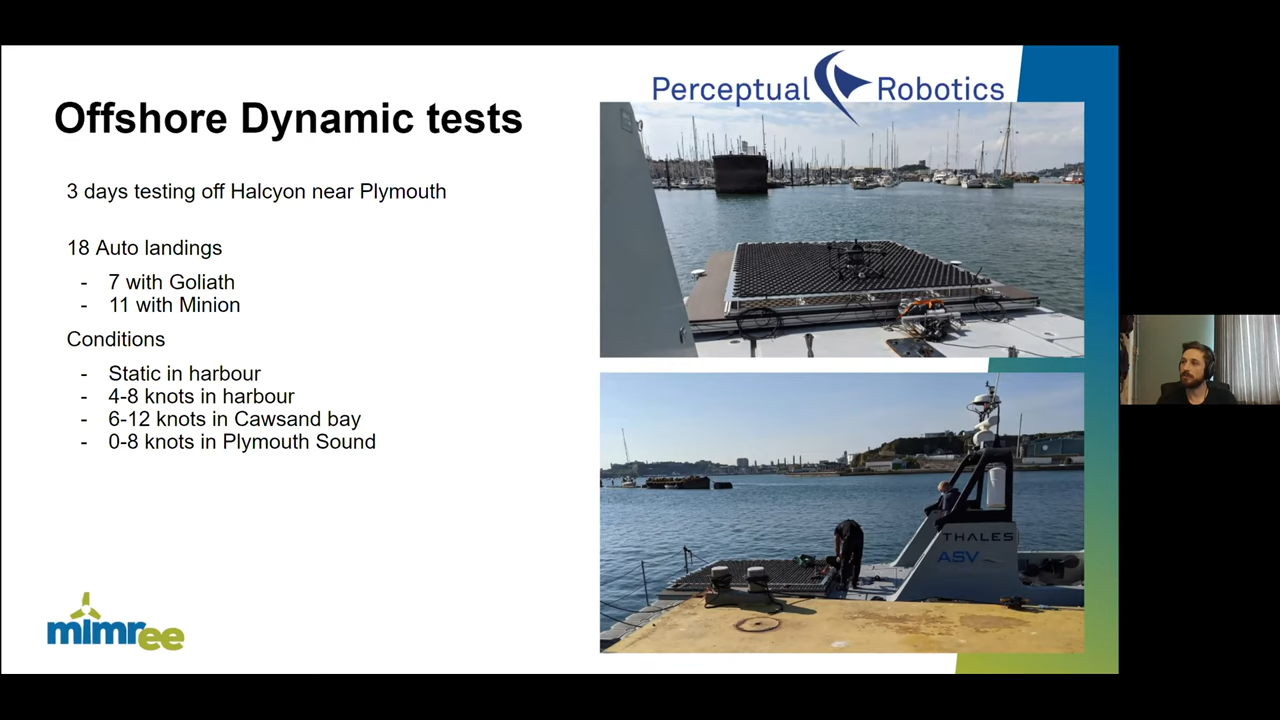 Perceptual Robotics
Offshore Dynamic tests
3 days testing off Halcyon near Plymouth
18 Auto landings
- 7 with Goliath
- 11 with Minion
Conditions
- Static in harbour
- 4-8 knots in harbour
- 6-12 knots in Cawsand bay
- 0-8 knots in Plymouth Sound
THALES
ASV
mimree